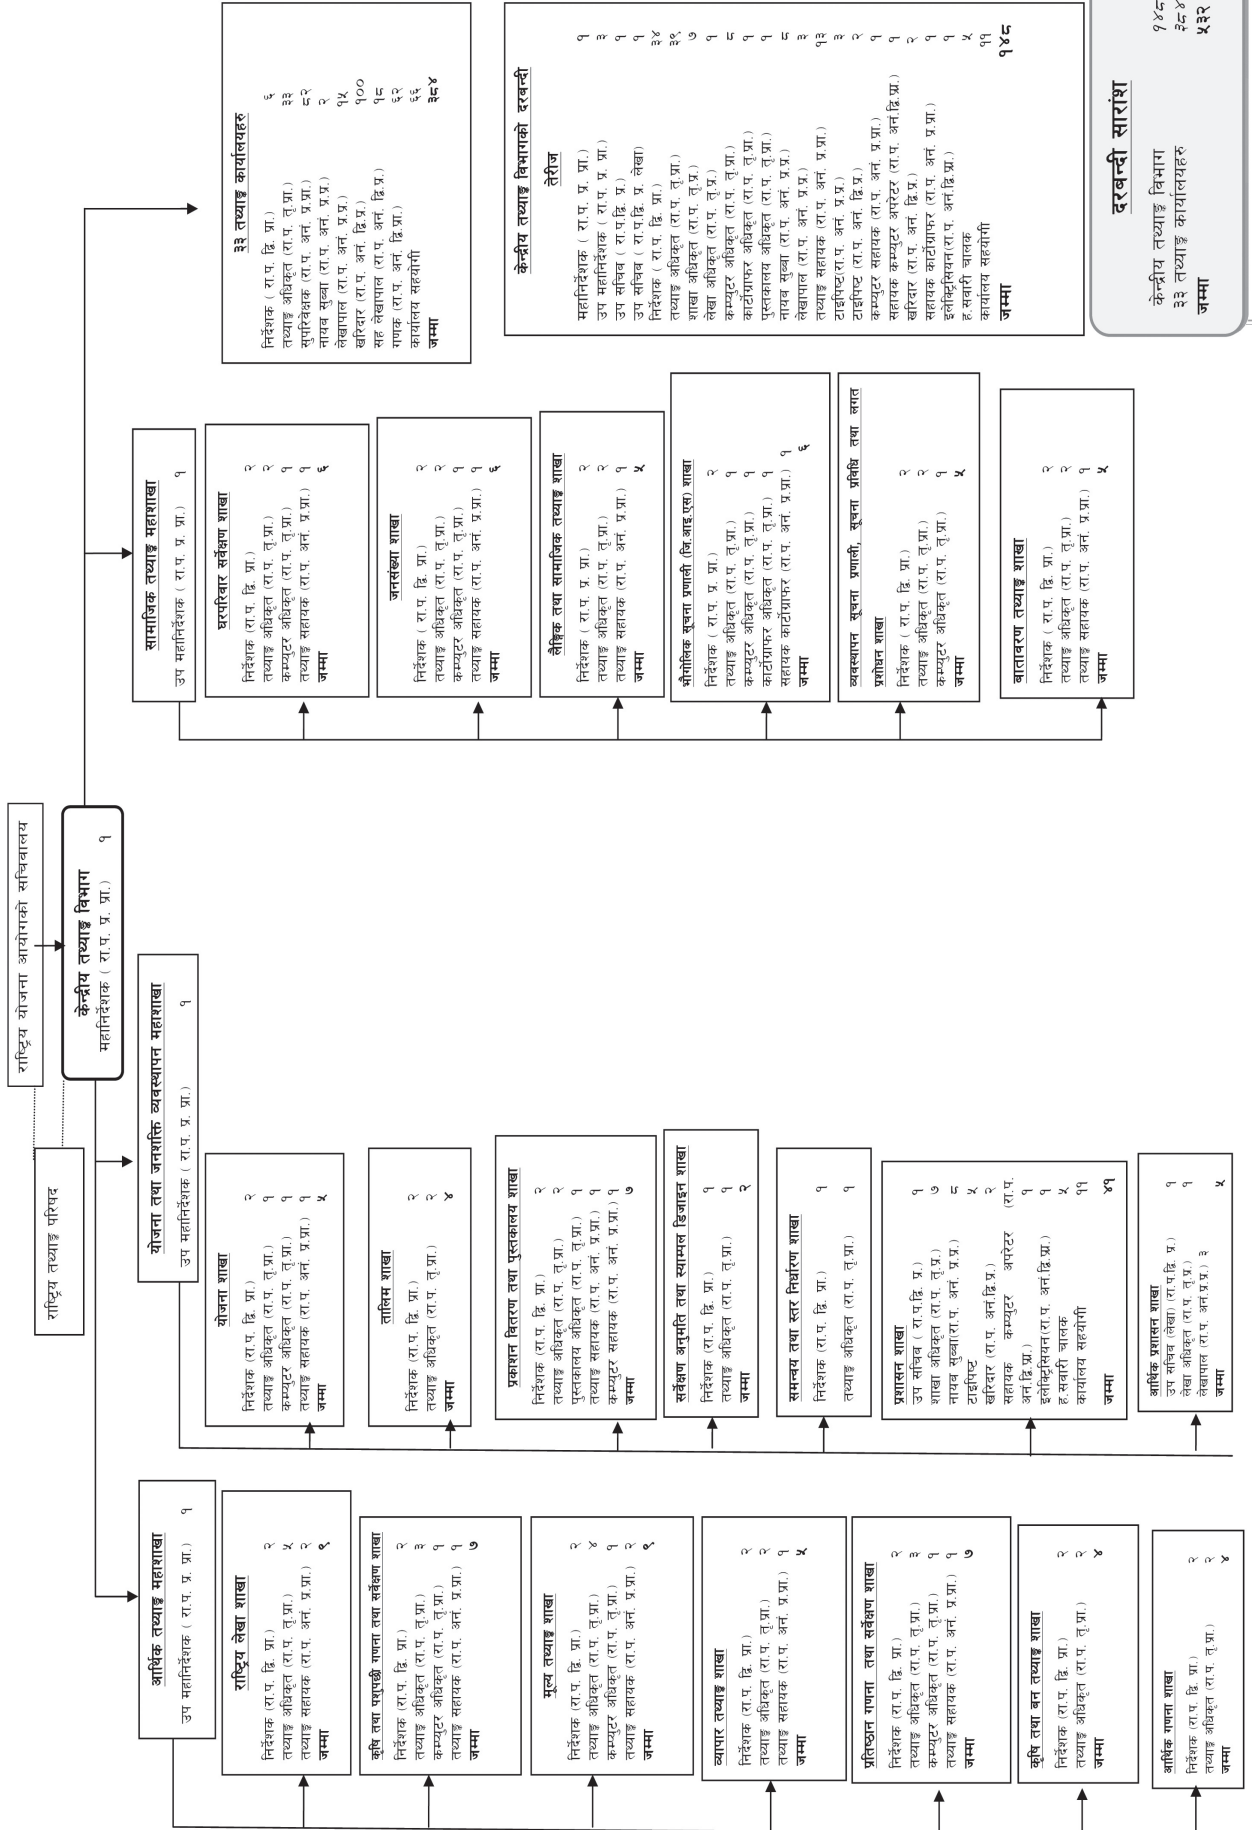 राष्ट्रिय योजना आयोगको सचिवालय
राष्ट्रिय तथ्याङ्क परिषद
केन्द्रीय तथ्याङ्क विभाग
महानिर्देशक ( रा.प. प्र. प्रा.) १
आर्थिक तथ्याङ्क महाशाखा
उप महानिर्देशक ( रा.प. प्र. प्रा.) १
राष्ट्रिय लेखा शाखा
निर्देशक (रा.प. द्वि. प्रा.) २
तथ्याङ्क अधिकृत (रा.प. तृ.प्रा.) ५
तथ्याङ्क सहायक (रा.प. अनं. प्र.प्रा.) २
जम्मा ९
कृषि तथा पशुपंछी गणना तथा सर्वेक्षण शाखा
निर्देशक (रा.प. द्वि. प्रा.) २
तथ्याङ्क अधिकृत (रा.प. तृ.प्रा.) ३
कम्प्युटर अधिकृत (रा.प. तृ.प्रा.) १
तथ्याङ्क सहायक (रा.प. अनं. प्र.प्रा.) १
जम्मा ७
मूल्य तथ्याङ्क शाखा
निर्देशक (रा.प. द्वि. प्रा.) २
तथ्याङ्क अधिकृत (रा.प. तृ.प्रा.) ४
कम्प्युटर अधिकृत (रा.प. तृ.प्रा.) १
तथ्याङ्क सहायक (रा.प. अनं. प्र.प्रा.) २
जम्मा ९
व्यापार तथ्याङ्क शाखा
निर्देशक (रा.प. द्वि. प्रा.) २
तथ्याङ्क अधिकृत (रा.प. तृ.प्रा.) २
तथ्याङ्क सहायक (रा.प. अनं. प्र.प्रा.) १
जम्मा ५
प्रतिष्ठान गणना तथा सर्वेक्षण शाखा
निर्देशक (रा.प. द्वि. प्रा.) २
तथ्याङ्क अधिकृत (रा.प. तृ.प्रा.) ३
कम्प्युटर अधिकृत (रा.प. तृ.प्रा.) १
तथ्याङ्क सहायक (रा.प. अनं. प्र.प्रा.) १
जम्मा ७
कृषि तथा बन तथ्याङ्क शाखा
निर्देशक (रा.प. द्वि. प्रा.) २
तथ्याङ्क अधिकृत (रा.प. तृ.प्रा.) २
जम्मा ४
आर्थिक गणना शाखा
निर्देशक (रा.प. द्वि. प्रा.) २
तथ्याङ्क अधिकृत (रा.प. तृ.प्रा.) २
जम्मा ४
योजना तथा जनशक्ति व्यवस्थापन महाशाखा
उप महानिर्देशक ( रा.प. प्र. प्रा.) १
योजना शाखा
निर्देशक (रा.प. द्वि. प्रा.) २
तथ्याङ्क अधिकृत (रा.प. तृ.प्रा.) १
कम्प्युटर अधिकृत (रा.प. तृ.प्रा.) १
तथ्याङ्क सहायक (रा.प. अनं. प्र.प्रा.) १
जम्मा ५
तालिम शाखा
निर्देशक (रा.प. द्वि. प्रा.) २
तथ्याङ्क अधिकृत (रा.प. तृ.प्रा.) २
जम्मा ४
प्रकाशन वितरण तथा पुस्तकालय शाखा
निर्देशक (रा.प. द्वि. प्रा.) २
तथ्याङ्क अधिकृत (रा.प. तृ.प्रा.) २
पुस्तकालय अधिकृत (रा.प. तृ.प्रा.) १
तथ्याङ्क सहायक (रा.प. अनं. प्र.प्रा.) १
कम्प्युटर सहायक (रा.प. अनं. प्र.प्रा.) १
जम्मा ७
सर्वेक्षण अनुमति तथा स्याम्पल डिजाइन शाखा
निर्देशक (रा.प. द्वि. प्रा.) १
तथ्याङ्क अधिकृत (रा.प. तृ.प्रा.) १
जम्मा २
समन्वय तथा स्तर निर्धारण शाखा
निर्देशक (रा.प. द्वि. प्रा.) १
तथ्याङ्क अधिकृत (रा.प. तृ.प्रा.) १
प्रशासन शाखा
उप सचिव ( रा.प.द्वि. प्र.) १
शाखा अधिकृत (रा.प. तृ.प्र.) ७
नायब सुब्बा(रा.प. अनं. प्र.प्र.) ८
टाइपिष्ट ५
खरिदार (रा.प. अनं.द्वि.प्र.) २
सहायक कम्प्युटर अपरेटर (रा.प.
अनं.द्वि.प्रा.) १
इलेक्ट्रिसियन(रा.प. अनं.द्वि.प्रा.) १
ह.सवारी चालक ५
कार्यालय सहयोगी ११
जम्मा ४१
आर्थिक प्रशासन शाखा
उप सचिव (लेखा) (रा.प.द्वि. प्र.) १
लेखा अधिकृत (रा.प. तृ.प्र.) १
लेखापाल (रा.प. अनं.प्र.प्र.) ३
जम्मा ५
सामाजिक तथ्याङ्क महाशाखा
उप महानिर्देशक ( रा.प. प्र. प्रा.) १
घरपरिवार सर्वेक्षण शाखा
निर्देशक ( रा.प. द्वि. प्रा.) २
तथ्याङ्क अधिकृत (रा.प. तृ.प्रा.) २
कम्प्युटर अधिकृत (रा.प. तृ.प्रा.) १
तथ्याङ्क सहायक (रा.प. अनं. प्र.प्रा.) १
जम्मा ६
जनसंख्या शाखा
निर्देशक ( रा.प. द्वि. प्रा.) २
तथ्याङ्क अधिकृत (रा.प. तृ.प्रा.) २
कम्प्युटर अधिकृत (रा.प. तृ.प्रा.) १
तथ्याङ्क सहायक (रा.प. अनं. प्र.प्रा.) १
जम्मा ६
लैङ्गिक तथा सामाजिक तथ्याङ्क शाखा
निर्देशक ( रा.प. प्र. प्रा.) २
तथ्याङ्क अधिकृत (रा.प. तृ.प्रा.) २
तथ्याङ्क सहायक (रा.प. अनं. प्र.प्रा.) १
जम्मा ५
भौगोलिक सूचना प्रणाली (जि.आइ.एस) शाखा
निर्देशक ( रा.प. प्र. प्रा.) २
तथ्याङ्क अधिकृत (रा.प. तृ.प्रा.) १
कम्प्युटर अधिकृत (रा.प. तृ.प्रा.) १
कार्टोग्राफर अधिकृत (रा.प. तृ.प्रा.) १
सहायक कार्टोग्राफर (रा.प. अनं. प्र.प्रा.) १
जम्मा ६
व्यवस्थापन सूचना प्रणाली, सूचना प्रविधि तथा लगत
प्रशोधन शाखा
निर्देशक ( रा.प. द्वि. प्रा.) २
तथ्याङ्क अधिकृत (रा.प. तृ.प्रा.) २
कम्प्युटर अधिकृत (रा.प. तृ.प्रा.) १
जम्मा ५
बातावरण तथ्याङ्क शाखा
निर्देशक ( रा.प. द्वि. प्रा.) २
तथ्याङ्क अधिकृत (रा.प. तृ.प्रा.) २
तथ्याङ्क सहायक (रा.प. अनं. प्र.प्रा.) १
जम्मा ५
३३ तथ्याङ्क कार्यालयहरु
निर्देशक ( रा.प. द्वि. प्रा.) ६
तथ्याङ्क अधिकृत (रा.प. तृ.प्रा.) ३३
सुपरिवेक्षक (रा.प. अनं. प्र.प्रा.) ८२
नायब सुब्बा (रा.प. अनं. प्र.प्र.) २
लेखापाल (रा.प. अनं. प्र.प्र.) १५
खरिदार (रा.प. अनं. द्वि.प्र.) १००
सह लेखापाल (रा.प. अनं. द्वि.प्र.) १८
गणक (रा.प. अनं. द्वि.प्रा.) ६२
कार्यालय सहयोगी ६६
जम्मा ३८४
केन्द्रीय तथ्याङ्क विभागको दरबन्दी
तेरीज
महानिर्देशक ( रा.प. प्र. प्रा.) १
उप महानिर्देशक ( रा.प. प्र. प्रा.) ३
उप सचिब ( रा.प.द्वि. प्र.) १
उप सचिब ( रा.प.द्वि. प्र. लेखा) १
निर्देशक ( रा.प. द्वि. प्रा.) ३४
तथ्याङ्क अधिकृत (रा.प. तृ.प्रा.) ३९
शाखा अधिकृत (रा.प. तृ.प्र.) ७
लेखा अधिकृत (रा.प. तृ.प्र.) १
कम्प्युटर अधिकृत (रा.प. तृ.प्रा.) ८
कार्टोग्राफर अधिकृत (रा.प. तृ.प्रा.) १
पुस्तकालय अधिकृत (रा.प. तृ.प्रा.) १
नायब सुब्बा (रा.प. अनं. प्र.प्र.) ८
लेखापाल (रा.प. अनं. प्र.प्र.) ३
तथ्याङ्क सहायक (रा.प. अनं. प्र.प्रा.) १३
टाइपिष्ट(रा.प. अनं. प्र.प्र.) ३
टाइपिष्ट (रा.प. अनं. द्वि.प्र.) २
कम्प्युटर सहायक (रा.प. अनं. प्र.प्रा.) १
सहायक कम्प्युटर अपरेटर (रा.प. अनं.द्वि.प्रा.) १
खरिदार (रा.प. अनं. द्वि.प्र.) २
सहायक कार्टोग्राफर (रा.प. अनं. प्र.प्रा.) १
इलेक्ट्रिसियन(रा.प. अनं.द्वि.प्रा.) १
ह.सवारी चालक ५
कार्यालय सहयोगी ११
जम्मा १४८
दरबन्दी सारांश
केन्द्रीय तथ्याङ्क विभाग १४८
३३ तथ्याङ्क कार्यालयहरु ३८४
जम्मा ५३२